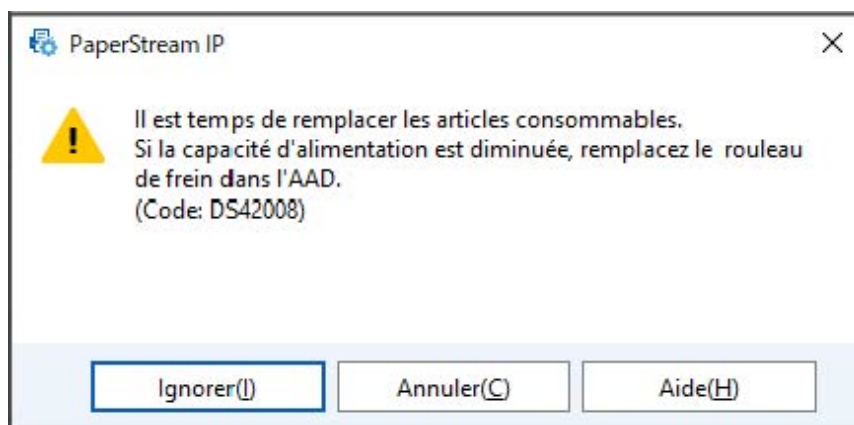 PaperStream IP
Il est temps de remplacer les articles consommables.
Si la capacité d'alimentation est diminuée, remplacez le rouleau
de frein dans l'AAD.
(Code: DS42008)
Ignorer(I)
Annuler(C)
Aide(H)